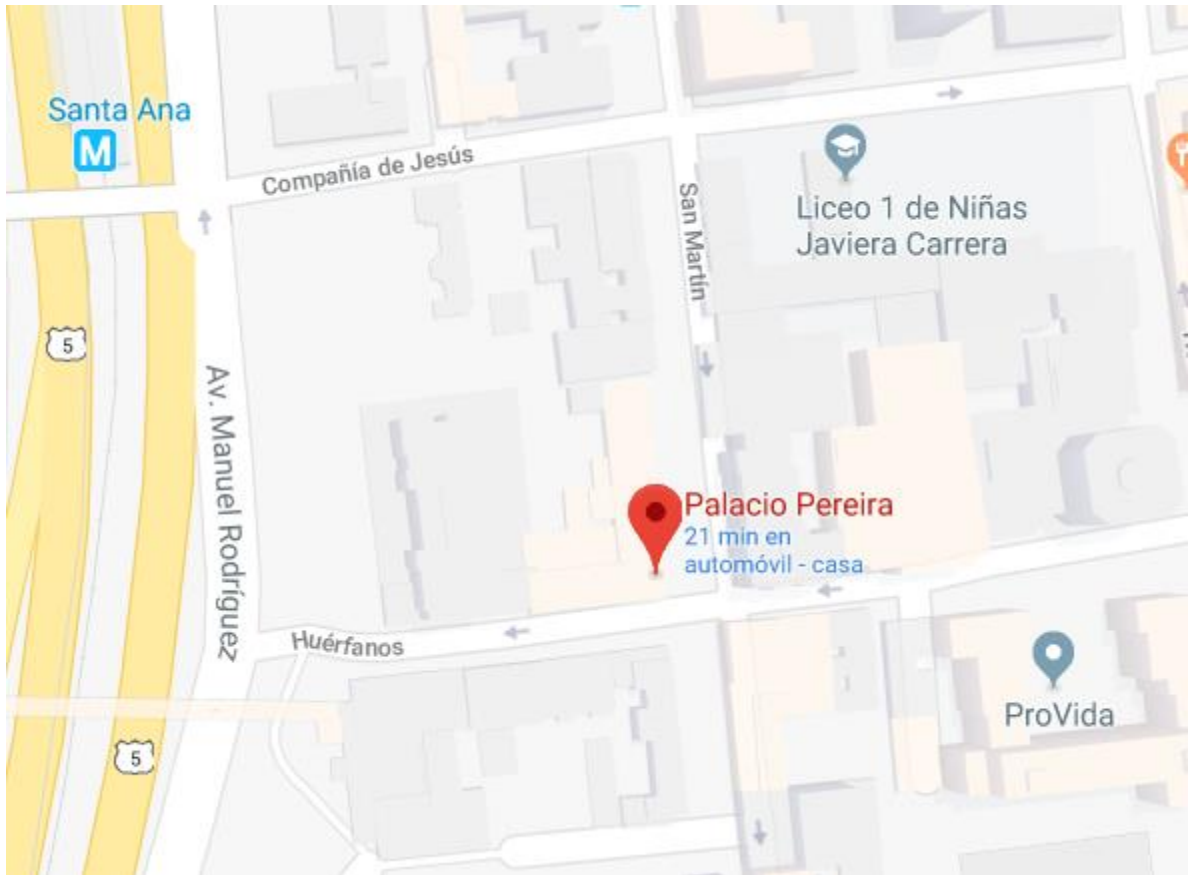 Santa Ana
M
Compañía de Jesús
San Martín
Liceo 1 de Niñas
Javiera Carrera
5
Av. Manuel Rodríguez
Palacio Pereira
21 min en
automóvil - casa
Huérfanos
ProVida
5